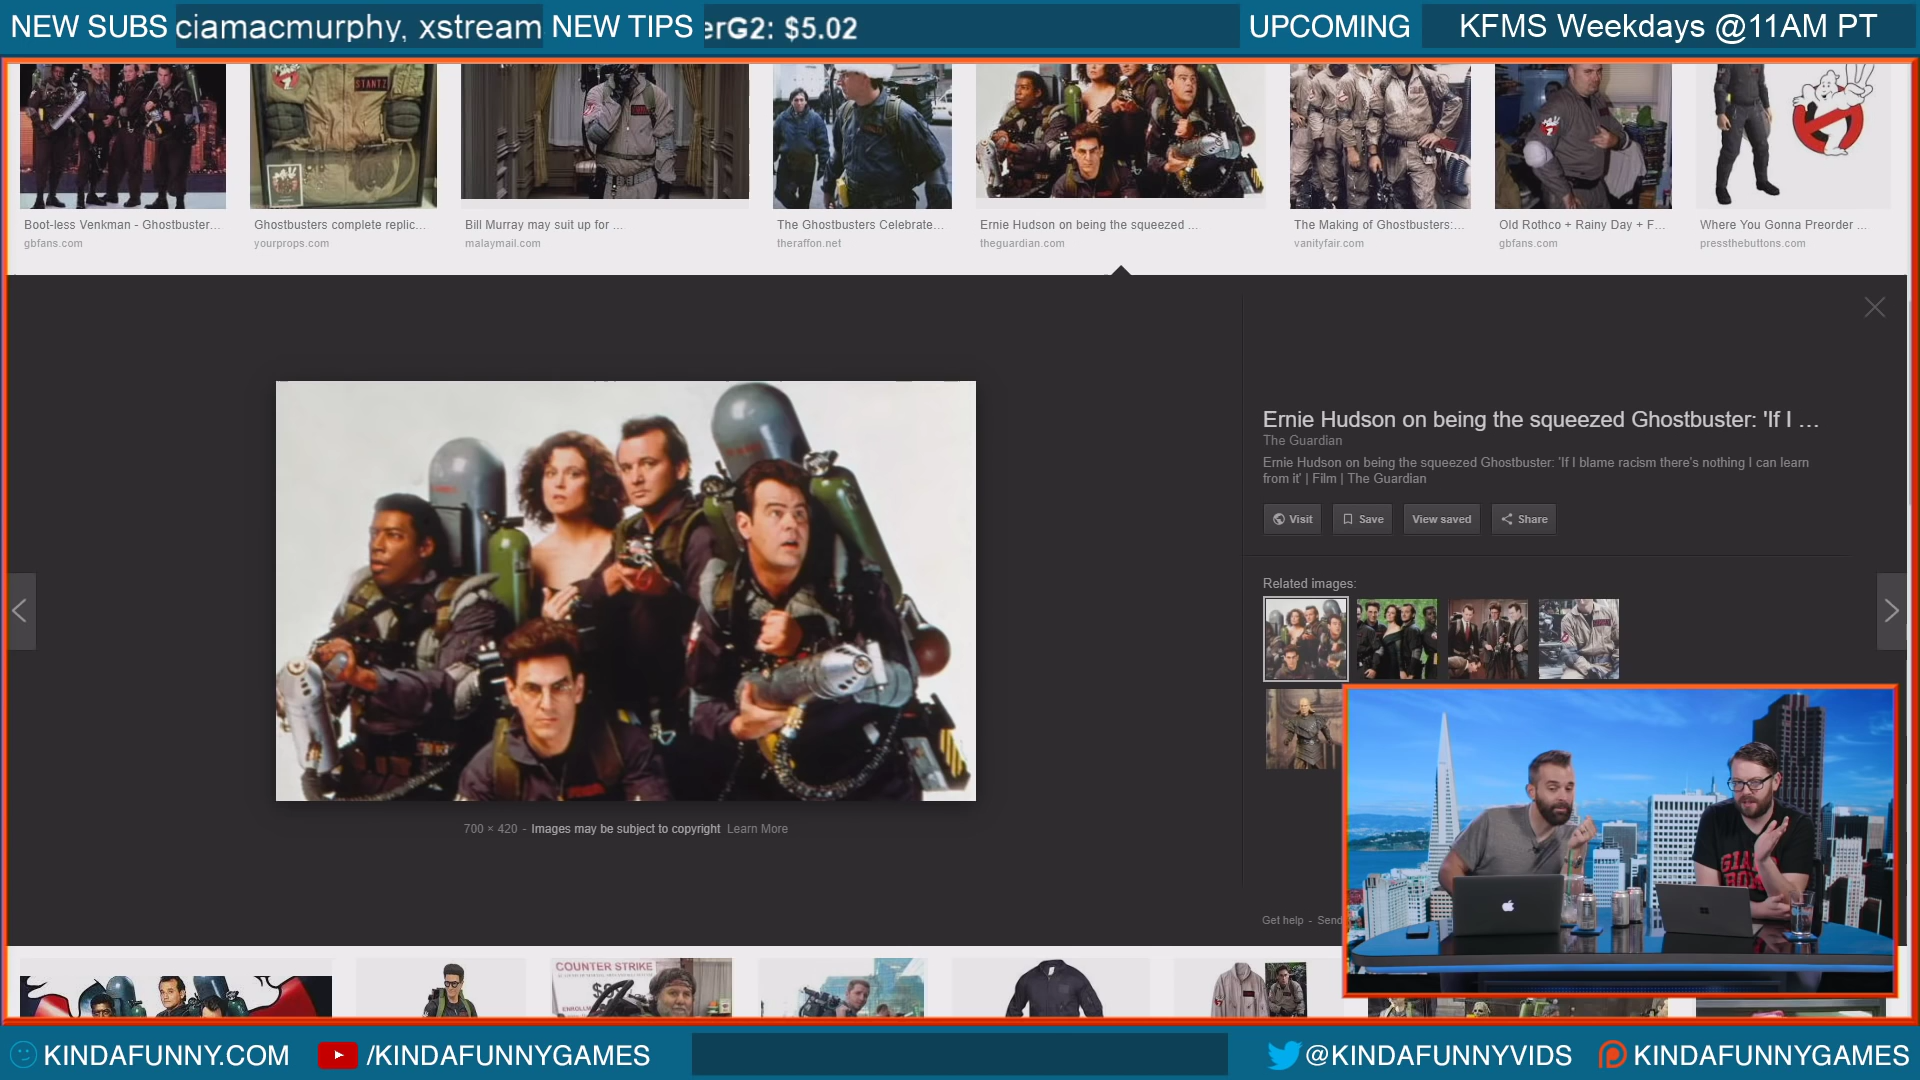 NEW SUBS
ciamacmurphy, xstream
NEW TIPS
erG2: $5.02
UPCOMING
KFMS Weekdays @11AM PT
STANTZ
Boot-less Venkman - Ghostbuster...
gbfans.com
Ghostbusters complete replic...
yourprops.com
Bill Murray may suit up for ...
malaymail.com
The Ghostbusters Celebrate...
theraffon.net
Ernie Hudson on being the squeezed ...
theguardian.com
The Making of Ghostbusters:...
vanityfair.com
Old Rothco + Rainy Day + F...
gbfans.com
Where You Gonna Preorder ...
pressthebuttons.com
Ernie Hudson on being the squeezed Ghostbuster: 'If I ...
The Guardian
Ernie Hudson on being the squeezed Ghostbuster: 'If I blame racism there's nothing I can learn
from it' | Film | The Guardian
Visit
Save
View saved
Share
Related images:
700 × 420 - Images may be subject to copyright Learn More
Get help - Send
COUNTER STRIKE
KINDAFUNNY.COM
/KINDAFUNNYGAMES
@KINDAFUNNYVIDS
KINDAFUNNYGAMES